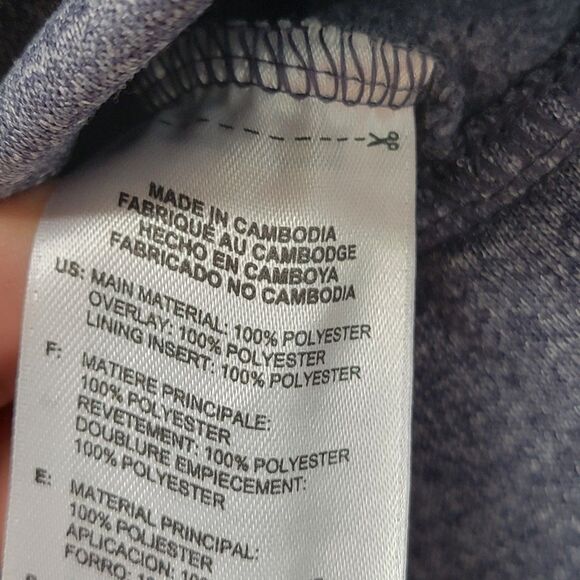 MADE IN CAMBODIA
FABRIQUÉ AU CAMBODGE
HECHO EN CAMBOYA
FABRICADO NO CAMBODIA
US: MAIN MATERIAL: 100% POLYESTER
OVERLAY: 100% POLYESTER
LINING INSERT: 100% POLYESTER
F: MATIERE PRINCIPALE:
100% POLYESTER
REVETEMENT: 100% POLYESTER
DOUBLURE EMPIECEMENT:
100% POLYESTER
E: MATERIAL PRINCIPAL:
100% POLIESTER
APLICACION:
FORRO: